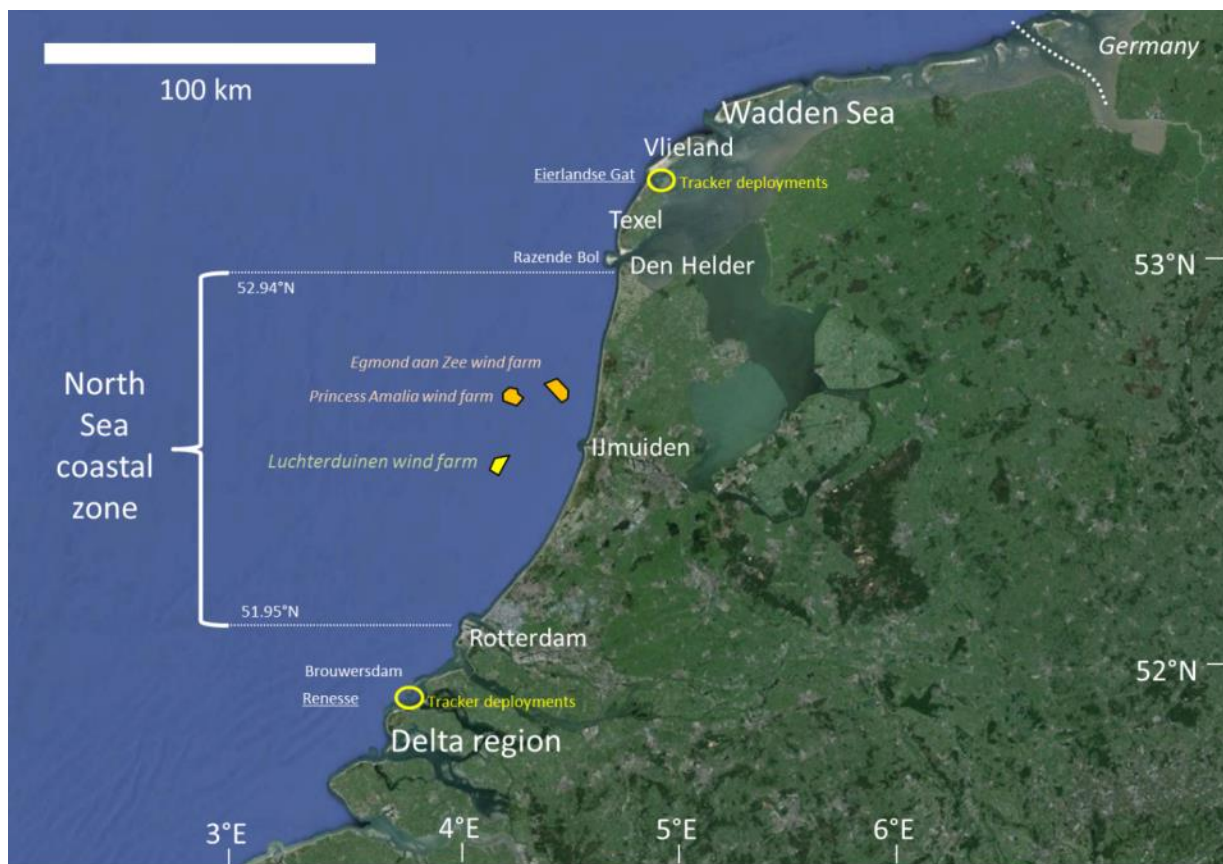 100 km
Germany
Wadden Sea
Vlieland
Eierlandse Gat
Tracker deployments
Texel
Razende Bol
Den Helder
53°N
52.94°N
Egmond aan Zee wind farm
Princess Amalia wind farm
North
Sea
coastal
zone
IJmuiden
Luchterduinen wind farm
51.95°N
Rotterdam
52°N
Brouwersdam
Renesse
Tracker deployments
Delta region
3°E
4°E
5°E
6°E